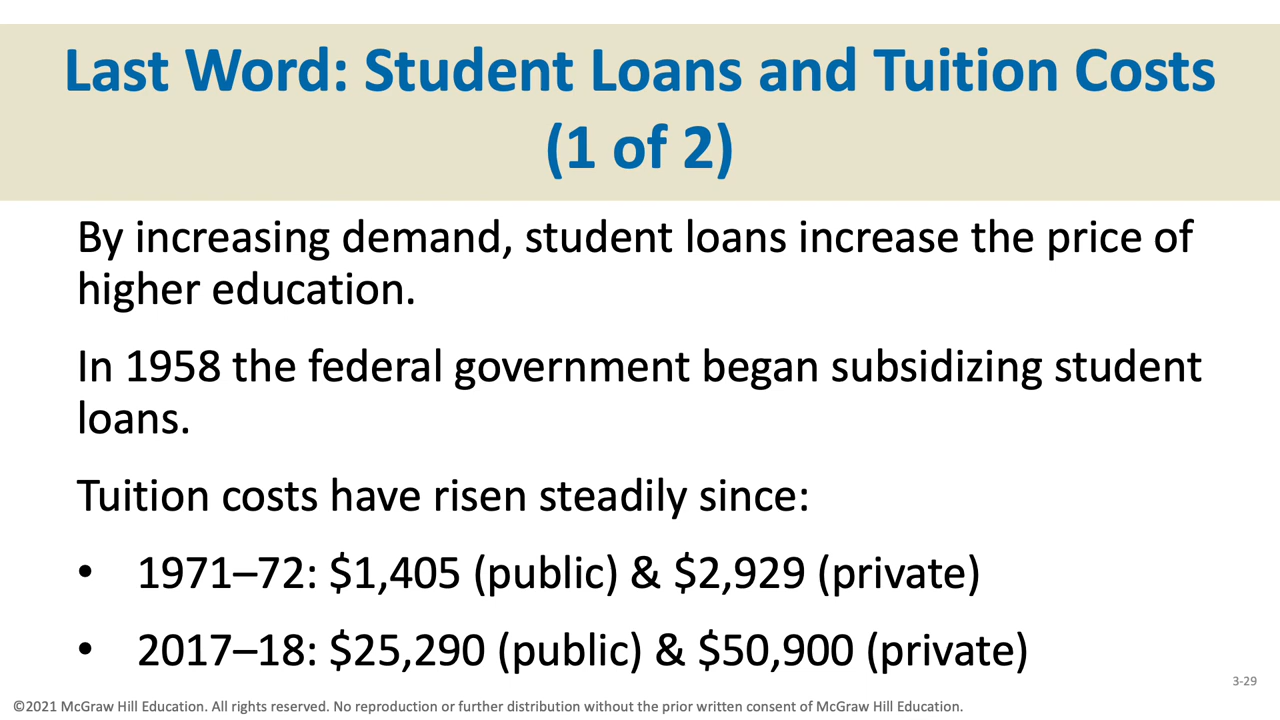 Last Word: Student Loans and Tuition Costs
(1 of 2)
By increasing demand, student loans increase the price of
higher education.
In 1958 the federal government began subsidizing student
loans.
Tuition costs have risen steadily since:
• 1971–72: $1,405 (public) & $2,929 (private)
• 2017–18: $25,290 (public) & $50,900 (private)
3-29
©2021 McGraw Hill Education. All rights reserved. No reproduction or further distribution without the prior written consent of McGraw Hill Education.